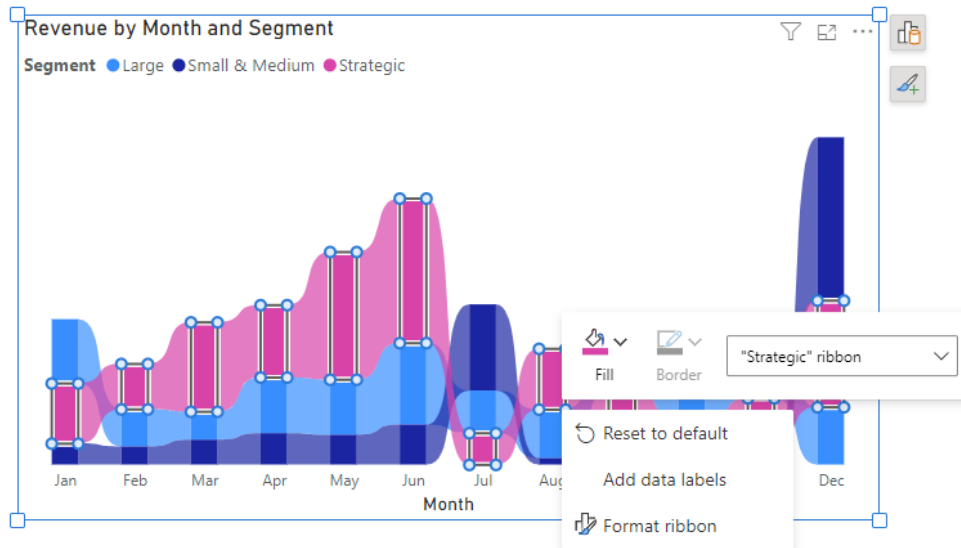 Revenue by Month and Segment
Segment Large Small & Medium Strategic
Fill Border "Strategic" ribbon
Reset to default
Add data labels
Format ribbon
Jan Feb Mar Apr May Jun Jul Aug Dec
Month